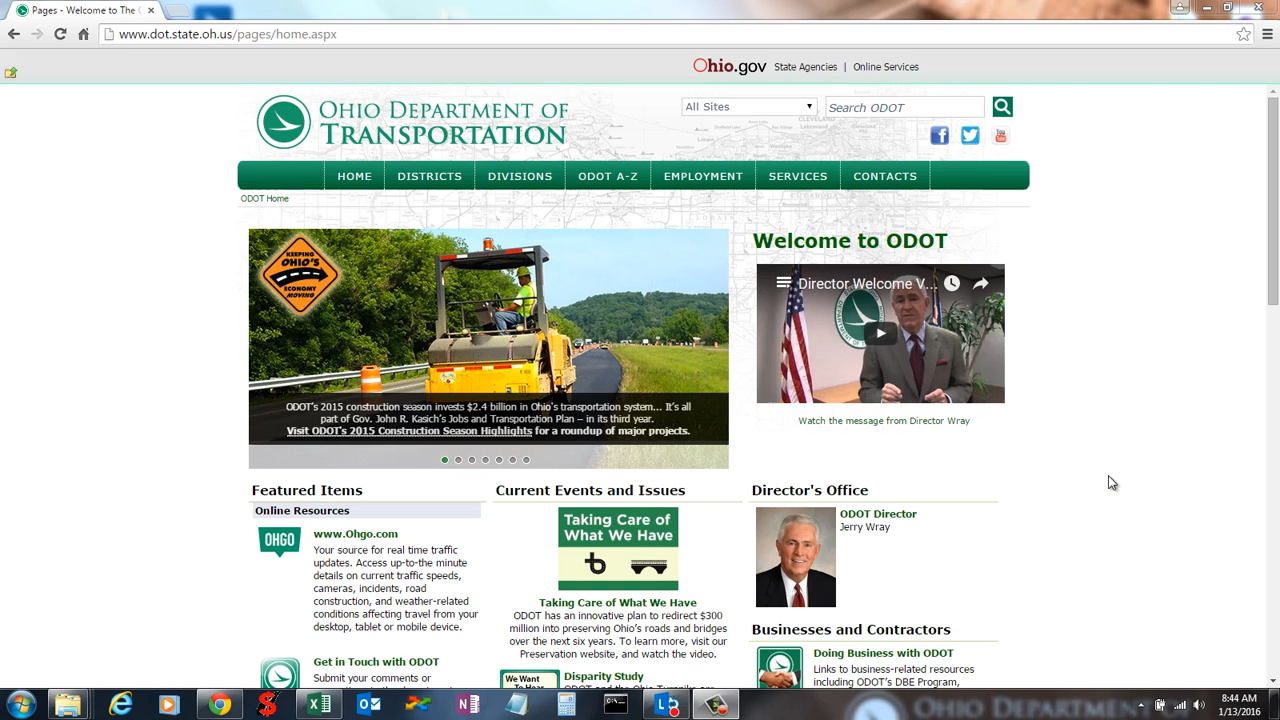 Pages - Welcome to The
www.dot.state.oh.us/pages/home.aspx
Ohio.gov State Agencies | Online Services
OHIO DEPARTMENT OF
TRANSPORTATION
All Sites
Search ODOT
You
HOME DISTRICTS DIVISIONS ODOT A-Z EMPLOYMENT SERVICES CONTACTS
ODOT Home
KEEPING
OHIO'S
ECONOMY
MOVING
ODOT's 2015 construction season invests $2.4 billion in Ohio's transportation system... It's all
part of Gov. John R. Kasich's Jobs and Transportation Plan – in its third year.
Visit ODOT's 2015 Construction Season Highlights for a roundup of major projects.
Welcome to ODOT
Director Welcome V...
Watch the message from Director Wray
Featured Items
Online Resources
OHGO
www.Ohgo.com
Your source for real time traffic
updates. Access up-to-the minute
details on current traffic speeds,
cameras, incidents, road
construction, and weather-related
conditions affecting travel from your
desktop, tablet or mobile device.
Get in Touch with ODOT
Submit your comments or
Current Events and Issues
Taking Care of
What We Have
Taking Care of What We Have
ODOT has an innovative plan to redirect $300
million into preserving Ohio's roads and bridges
over the next six years. To learn more, visit our
Preservation website, and watch the video.
We Want
Disparity Study
Director's Office
ODOT Director
Jerry Wray
Businesses and Contractors
Doing Business with ODOT
Links to business-related resources
including ODOT's DBE Program,
8:44 AM
1/13/2016